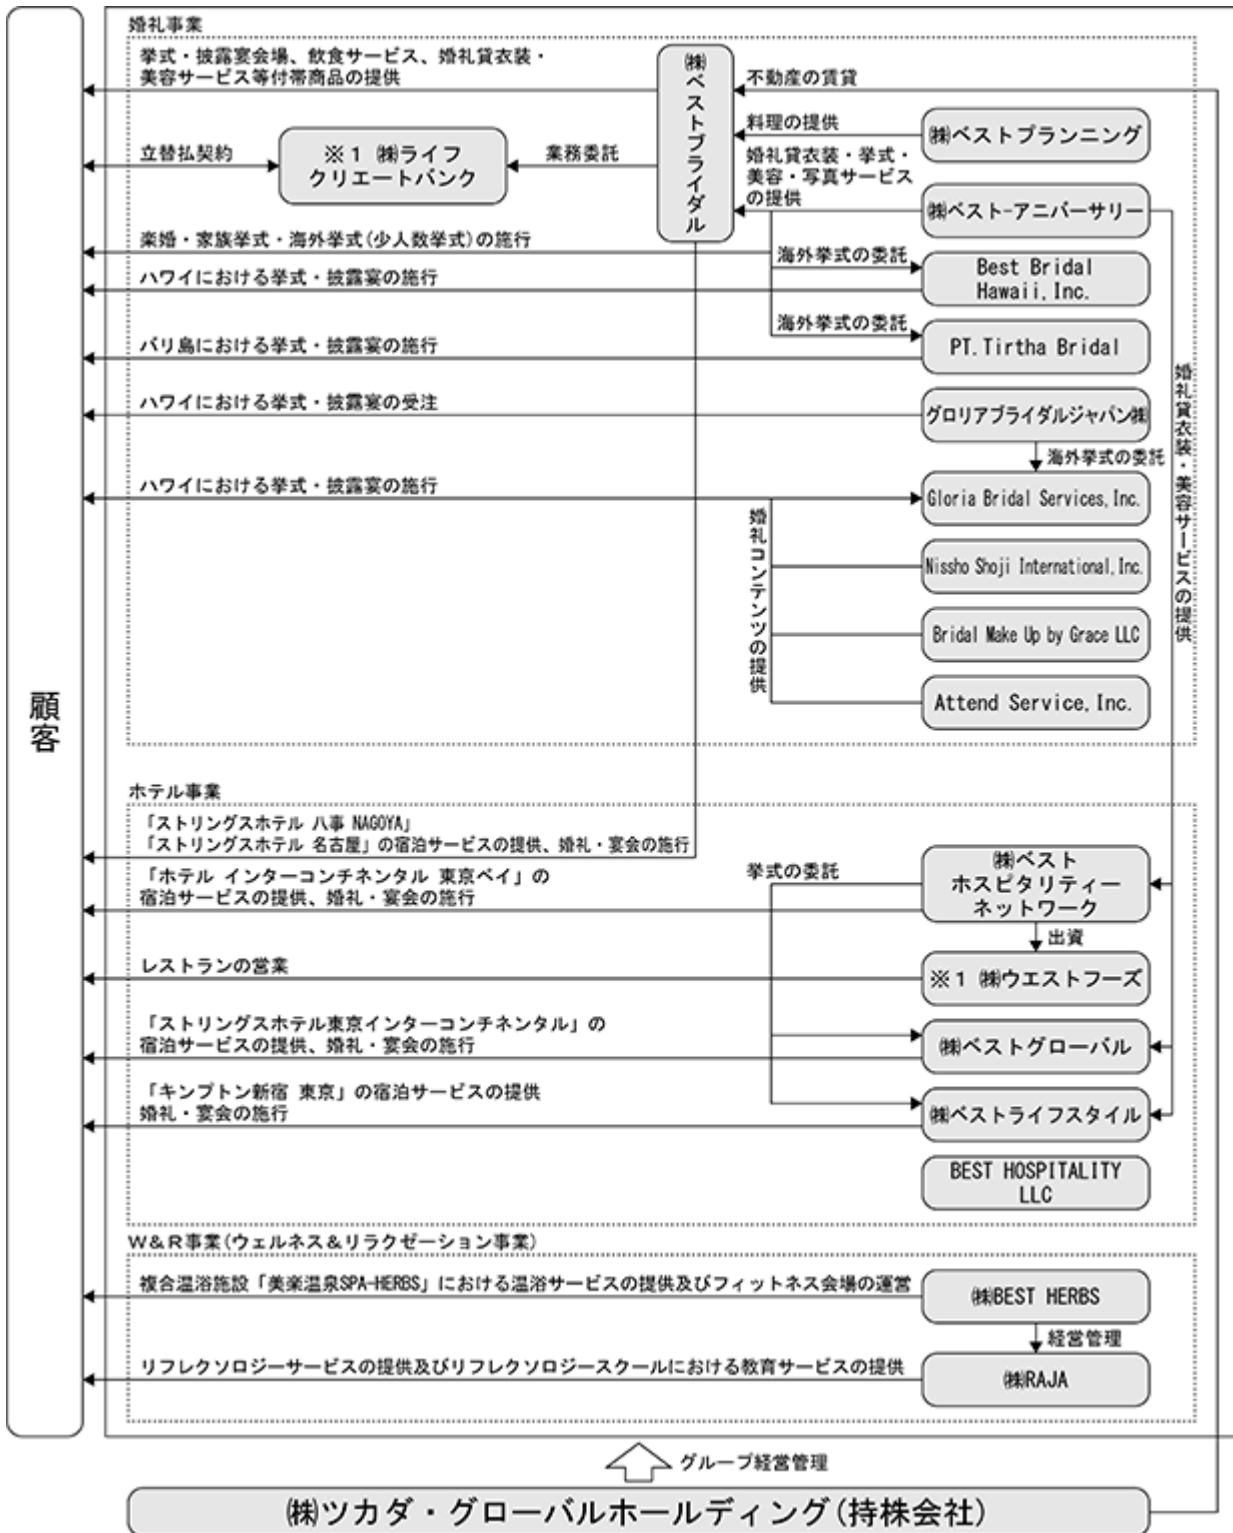 顧客
婚礼事業
挙式・披露宴会場、飲食サービス、婚礼貸衣装・
美容サービス等付帯商品の提供
㈱ベストブライダル
不動産の賃貸
料理の提供
㈱ベストプランニング
立替払契約
※1 ㈱ライフ
クリエートバンク
業務委託
婚礼貸衣装・挙式・
美容・写真サービス
の提供
㈱ベスト-アニバーサリー
楽婚・家族挙式・海外挙式(少人数挙式)の施行
海外挙式の委託
Best Bridal
Hawaii, Inc.
ハワイにおける挙式・披露宴の施行
海外挙式の委託
PT. Tirtha Bridal
バリ島における挙式・披露宴の施行
婚礼貸衣装・美容サービスの提供
ハワイにおける挙式・披露宴の受注
グロリアブライダルジャパン㈱
海外挙式の委託
ハワイにおける挙式・披露宴の施行
Gloria Bridal Services, Inc.
婚礼コンテンツの提供
Nissho Shoji International, Inc.
Bridal Make Up by Grace LLC
Attend Service, Inc.
ホテル事業
「ストリングスホテル 八事 NAGOYA」
「ストリングスホテル 名古屋」の宿泊サービスの提供、婚礼・宴会の施行
「ホテル インターコンチネンタル 東京ベイ」の
宿泊サービスの提供、婚礼・宴会の施行
挙式の委託
㈱ベスト
ホスピタリティー
ネットワーク
出資
レストランの営業
※1 ㈱ウエストフーズ
「ストリングスホテル東京インターコンチネンタル」の
宿泊サービスの提供、婚礼・宴会の施行
㈱ベストグローバル
「キンプトン新宿 東京」の宿泊サービスの提供
婚礼・宴会の施行
㈱ベストライフスタイル
BEST HOSPITALITY
LLC
W&R事業(ウェルネス&リラクゼーション事業)
複合温浴施設「美楽温泉SPA-HERBS」における温浴サービスの提供及びフィットネス会場の運営
㈱BEST HERBS
経営管理
リフレクソロジーサービスの提供及びリフレクソロジースクールにおける教育サービスの提供
㈱RAJA
グループ経営管理
㈱ツカダ・グローバルホールディング(持株会社)